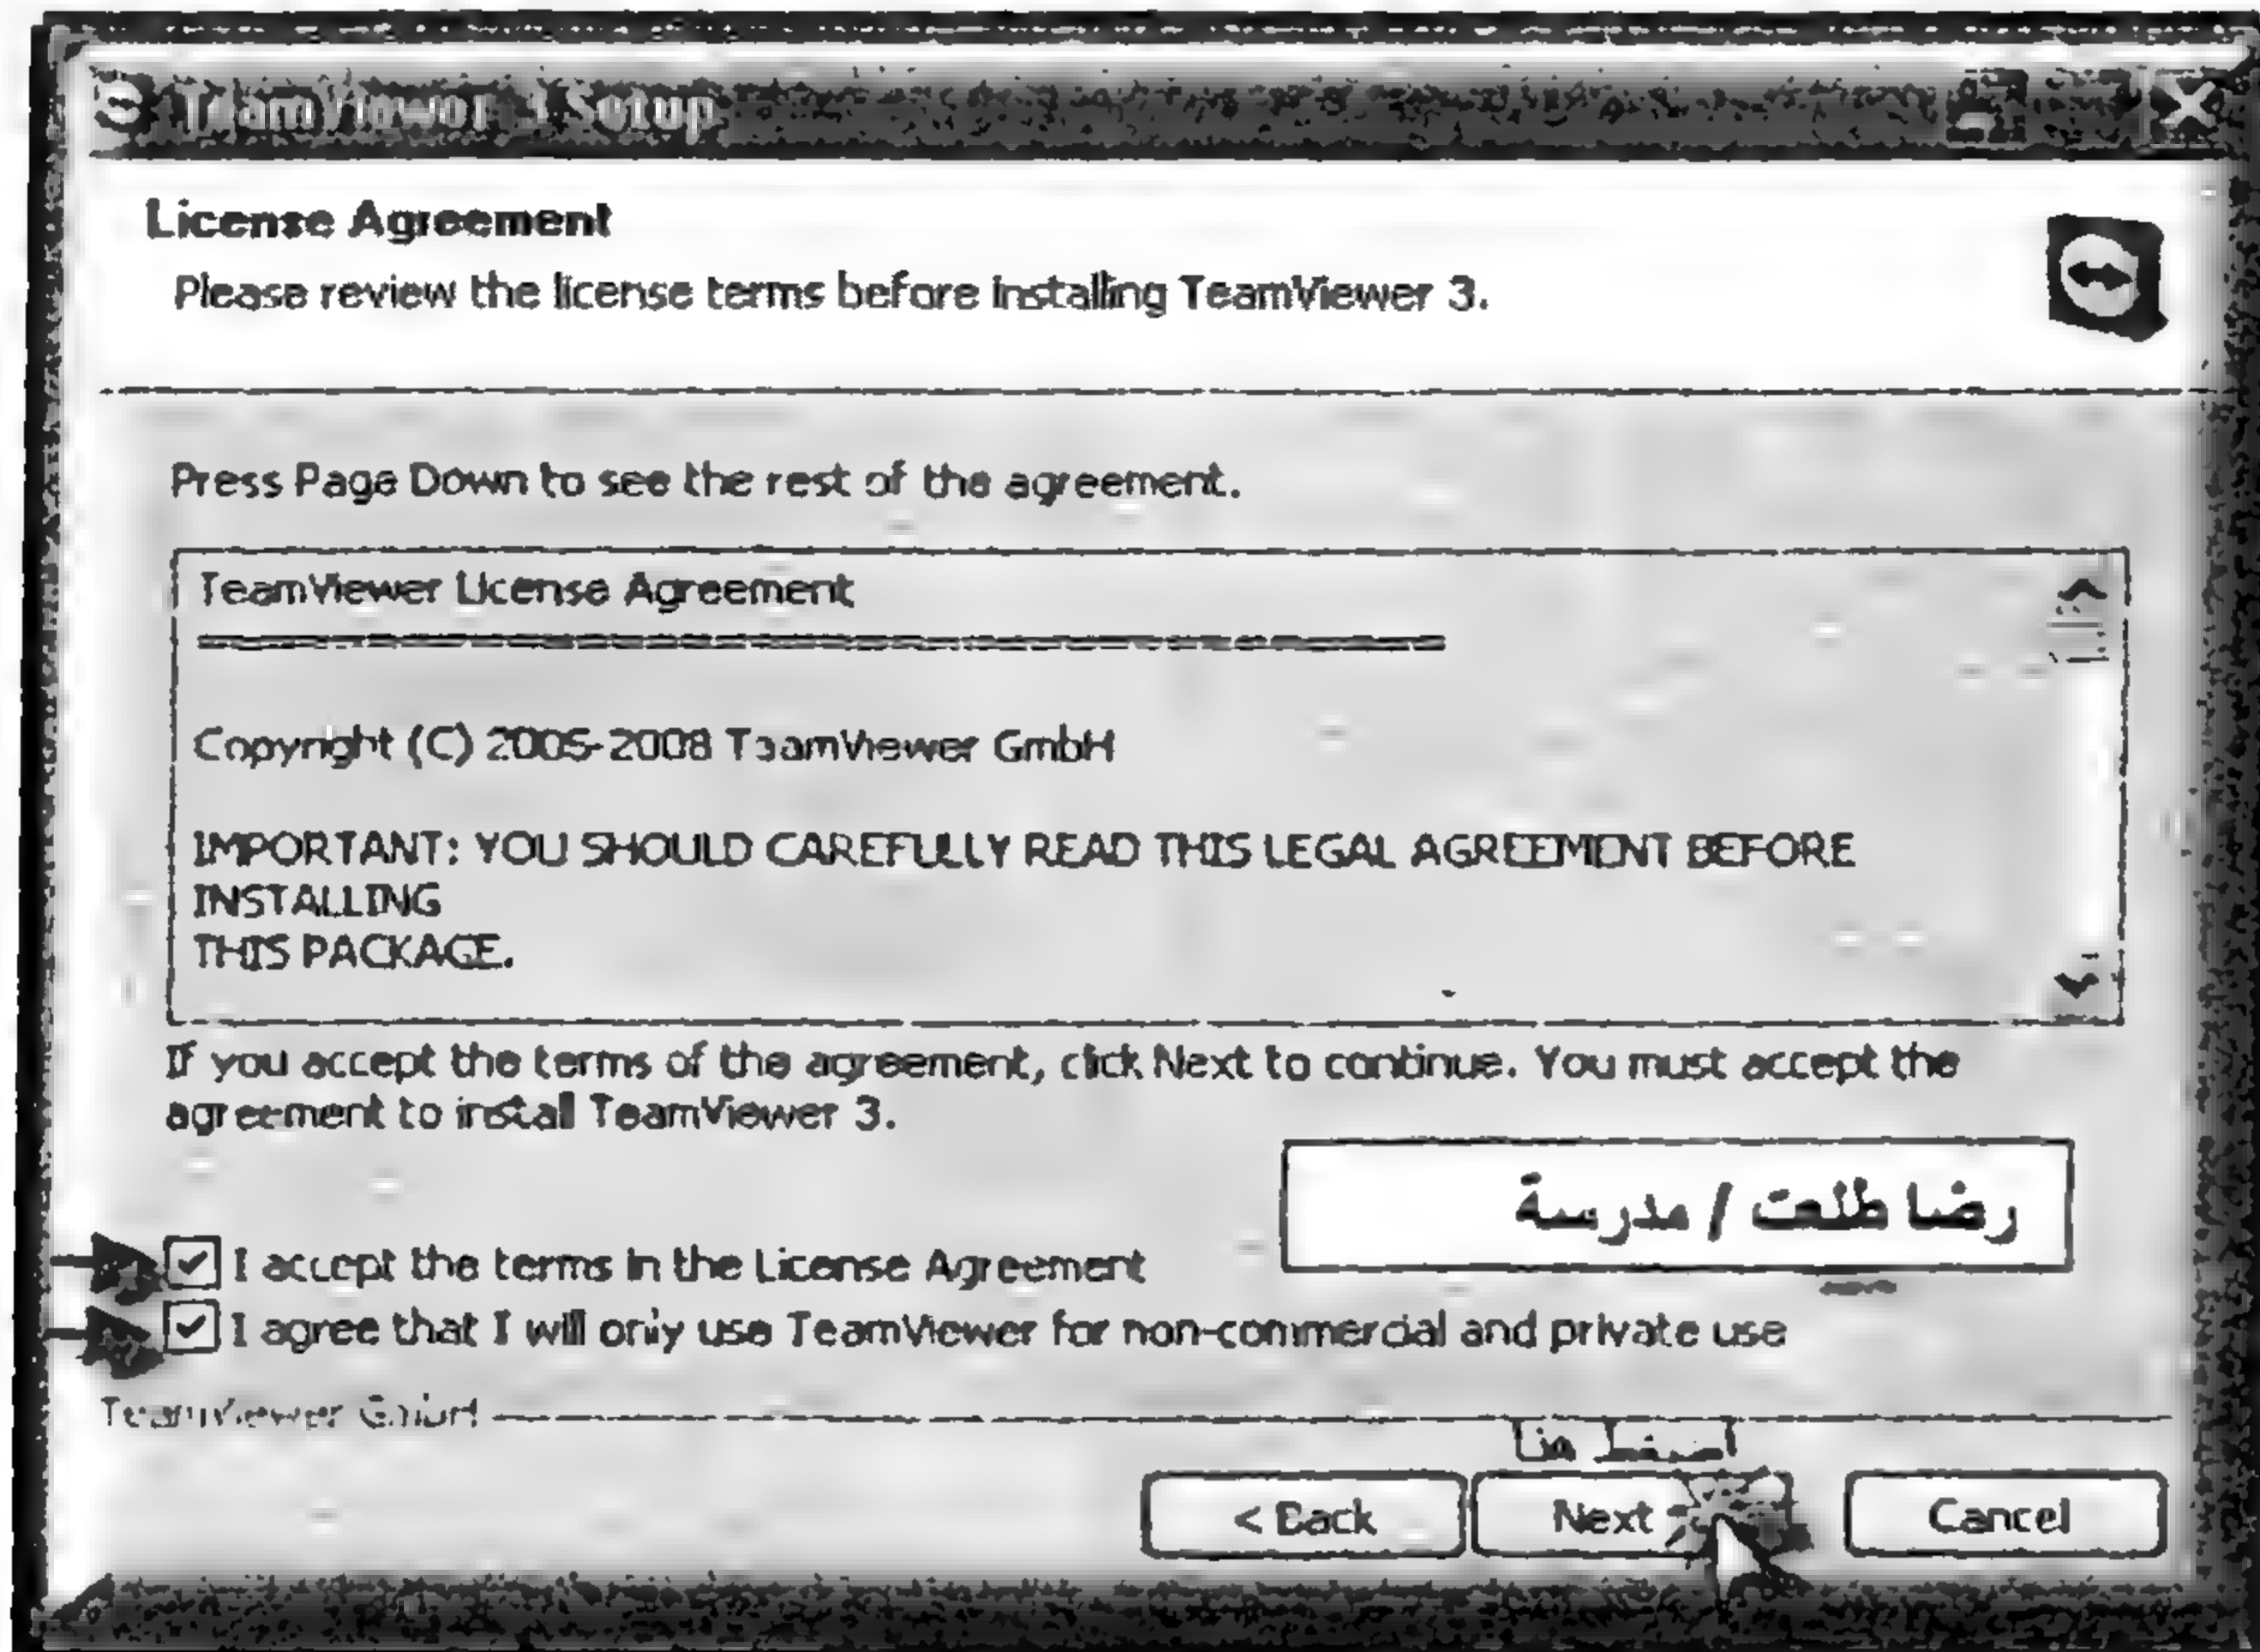 TeamViewer 3 Setup
License Agreement
Please review the license terms before installing TeamViewer 3.
Press Page Down to see the rest of the agreement.
TeamViewer License Agreement
Copyright (C) 2005-2008 TeamViewer GmbH
IMPORTANT: YOU SHOULD CAREFULLY READ THIS LEGAL AGREEMENT BEFORE
INSTALLING
THIS PACKAGE.
If you accept the terms of the agreement, click Next to continue. You must accept the
agreement to install TeamViewer 3.
رضا طلعت / مدرسة
I accept the terms in the License Agreement
I agree that I will only use TeamViewer for non-commercial and private use
TeamViewer GmbH
اضغط هنا
< Back
Next
Cancel